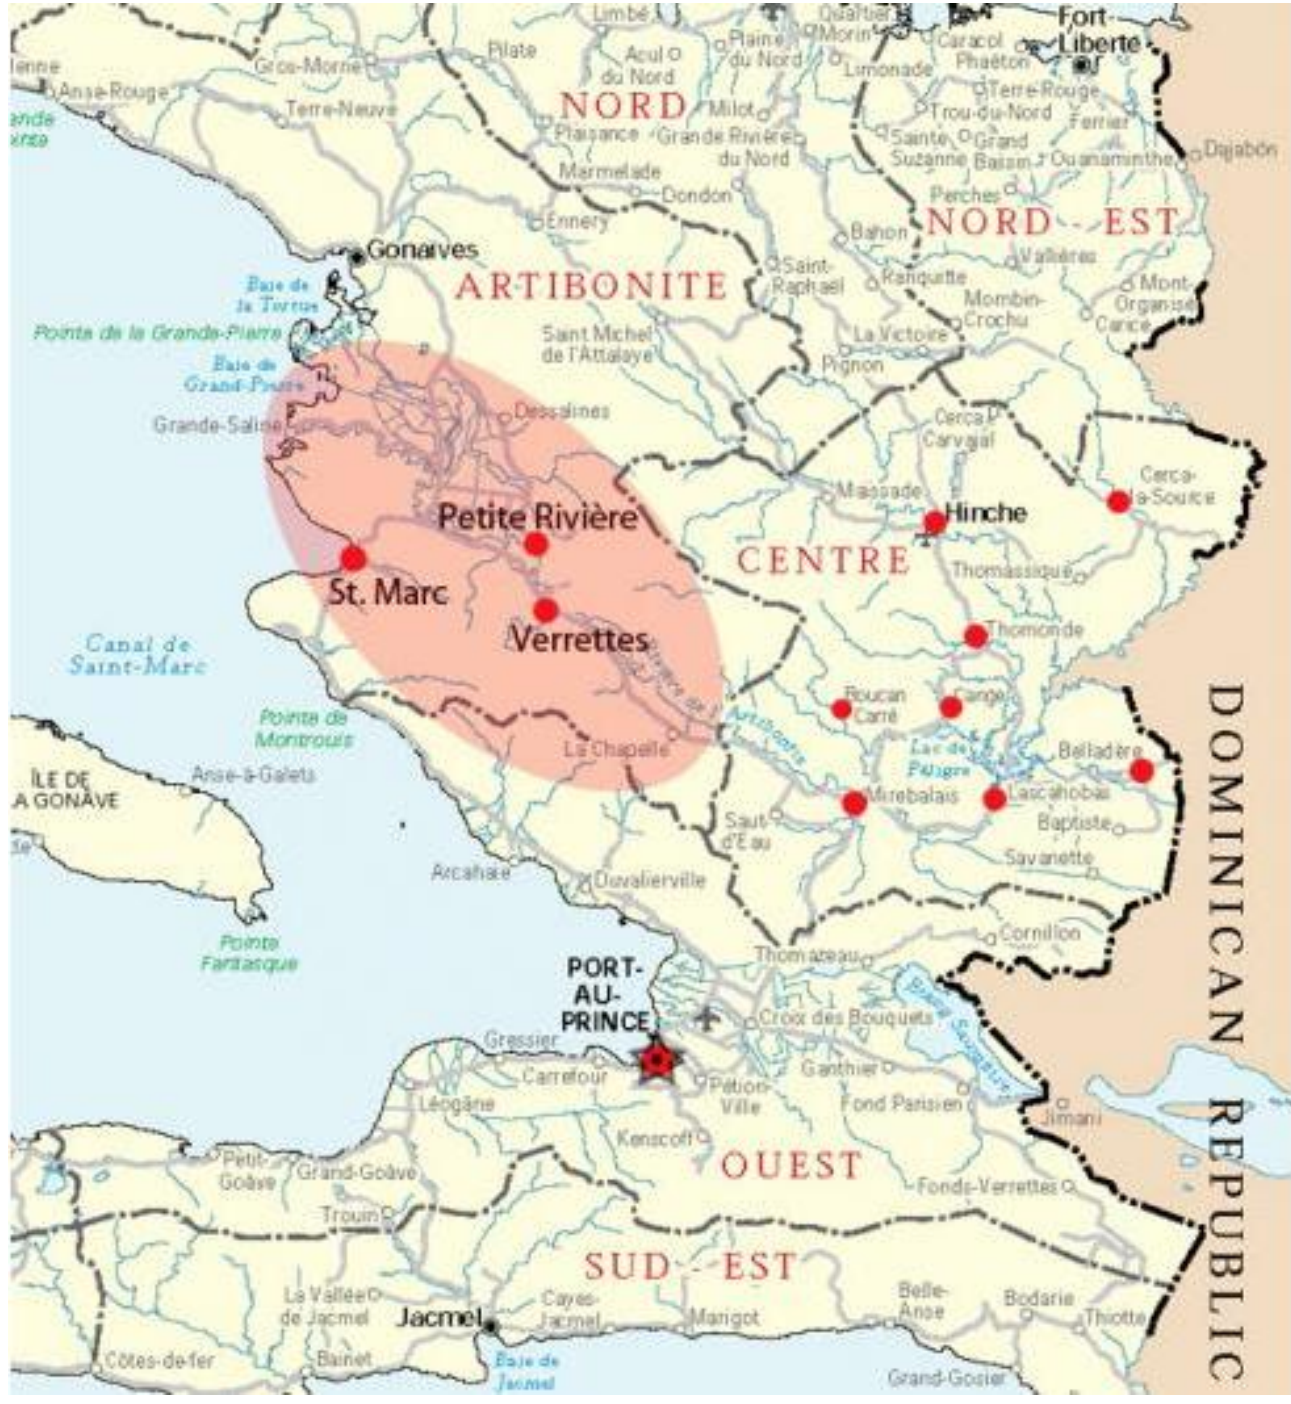 Limbé
Quartier
Morin
Fort-
Liberté
Pilate
Acul
du Nord
Plaine
du Nord
Caracol
Phaëton
Gros-Morne
Limonade
Anse-Rouge
Terre-Neuve
NORD
Milot
Terre-Rouge
Trou-du-Nord
Ferrier
Plaisance
Grande Rivière
du Nord
Sainte
Suzanne
Grand
Bassin
Ouanaminthe
Dajabón
Marmelade
Dondon
Perches
Ennery
Bahon
NORD - EST
Gonaïves
Vallières
ARTIBONITE
Saint-
Raphaël
Ranquitte
Mont-
Organisé
Baie de
la Tortue
Mombin-
Crochu
Carice
Pointe de la Grande-Pierre
Saint Michel
de l'Attalaye
La Victoire
Pignon
Baie de
Grand-Pierre
Grande-Saline
Dessalines
Cerca
Carvajal
Maissade
Cerca-
la-Source
Petite Rivière
Hinche
CENTRE
Thomassique
St. Marc
Verrettes
Thomonde
Canal de
Saint-Marc
Rivière de l'Artibonite
Boucan
Carré
Cange
Pointe de
Montrouis
La Chapelle
Lac de
Péligre
Belladère
ÎLE DE
LA GONÂVE
Anse-à-Galets
Mirebalais
Lascahobas
Saut-
d'Eau
Baptiste
Savanette
Arcahaie
Duvalierville
Pointe
Fantasque
Cornillon
Thomazeau
PORT-
AU-
PRINCE
Etang Saumatre
Croix des Bouquets
Gressier
Carrefour
Ganthier
Pétion-
Ville
Fond Parisien
Jimani
Léogâne
Kenscoff
OUEST
Petit-
Goâve
Grand-Goâve
Fonds-Verrettes
Trouin
SUD - EST
La Vallée
de Jacmel
Jacmel
Cayes-
Jacmel
Marigot
Belle-
Anse
Bodarie
Thiotte
Côtes-de-fer
Bainet
Baie de
Jacmel
Grand-Gosier
DOMINICAN REPUBLIC